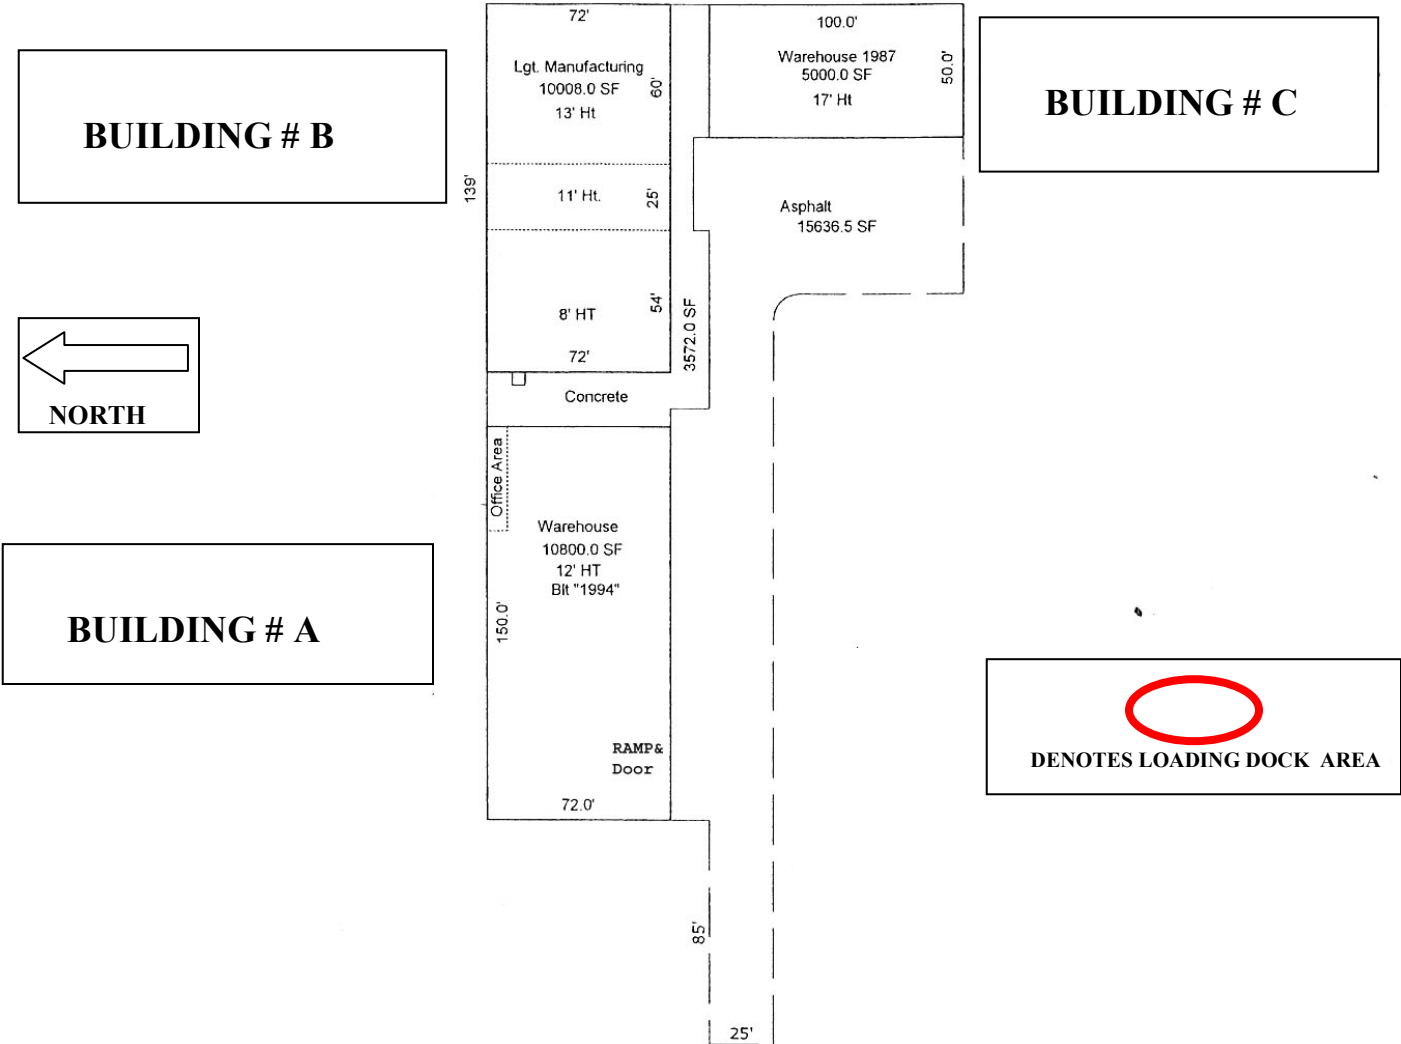 72'
Lgt. Manufacturing
10008.0 SF
13' Ht
60'
139'
11' Ht.
25'
8' HT
54'
72'
Concrete
3572.0 SF
100.0'
Warehouse 1987
5000.0 SF
17' Ht
50.0'
Asphalt
15636.5 SF
BUILDING # B
BUILDING # C
NORTH
BUILDING # A
Office Area
Warehouse
10800.0 SF
12' HT
Blt "1994"
150.0'
RAMP&
Door
72.0'
85'
25'
DENOTES LOADING DOCK AREA